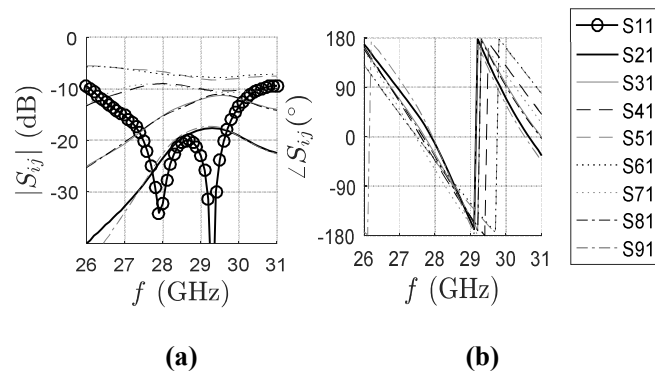 0
-10
-20
-30
|S_ij| (dB)
26 27 28 29 30 31
f (GHz)
(a)
180
90
0
-90
-180
∠S_ij(°)
26 27 28 29 30 31
f (GHz)
(b)
S11
S21
S31
S41
S51
S61
S71
S81
S91